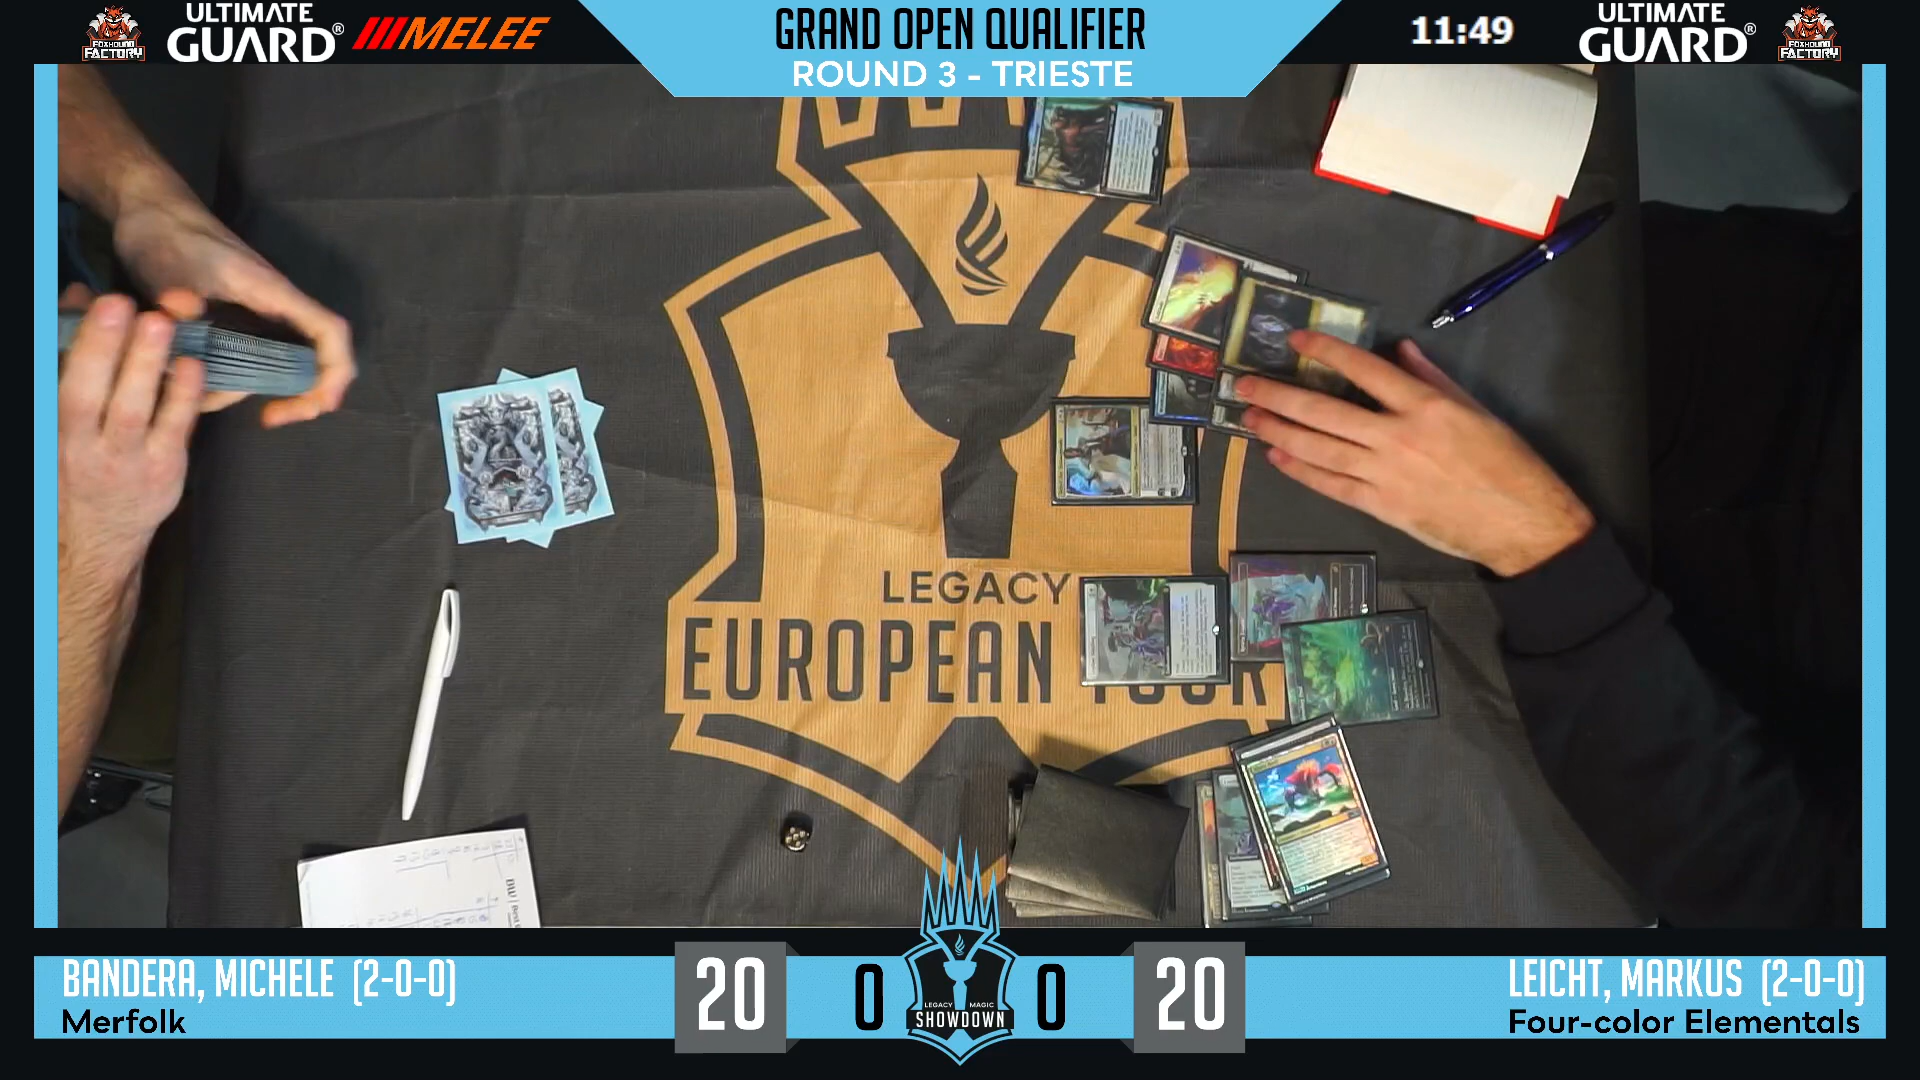 FOXHOUND
FACTORY
ULTIMATE
GUARD®
MELEE
GRAND OPEN QUALIFIER
ROUND 3 - TRIESTE
11:49
ULTIMATE
GUARD®
FOXHOUND
FACTORY
LEGACY
EUROPEAN TOUR
BANDERA, MICHELE (2-0-0)
Merfolk
20
0
LEGACY MAGIC
SHOWDOWN
0
20
LEICHT, MARKUS (2-0-0)
Four-color Elementals